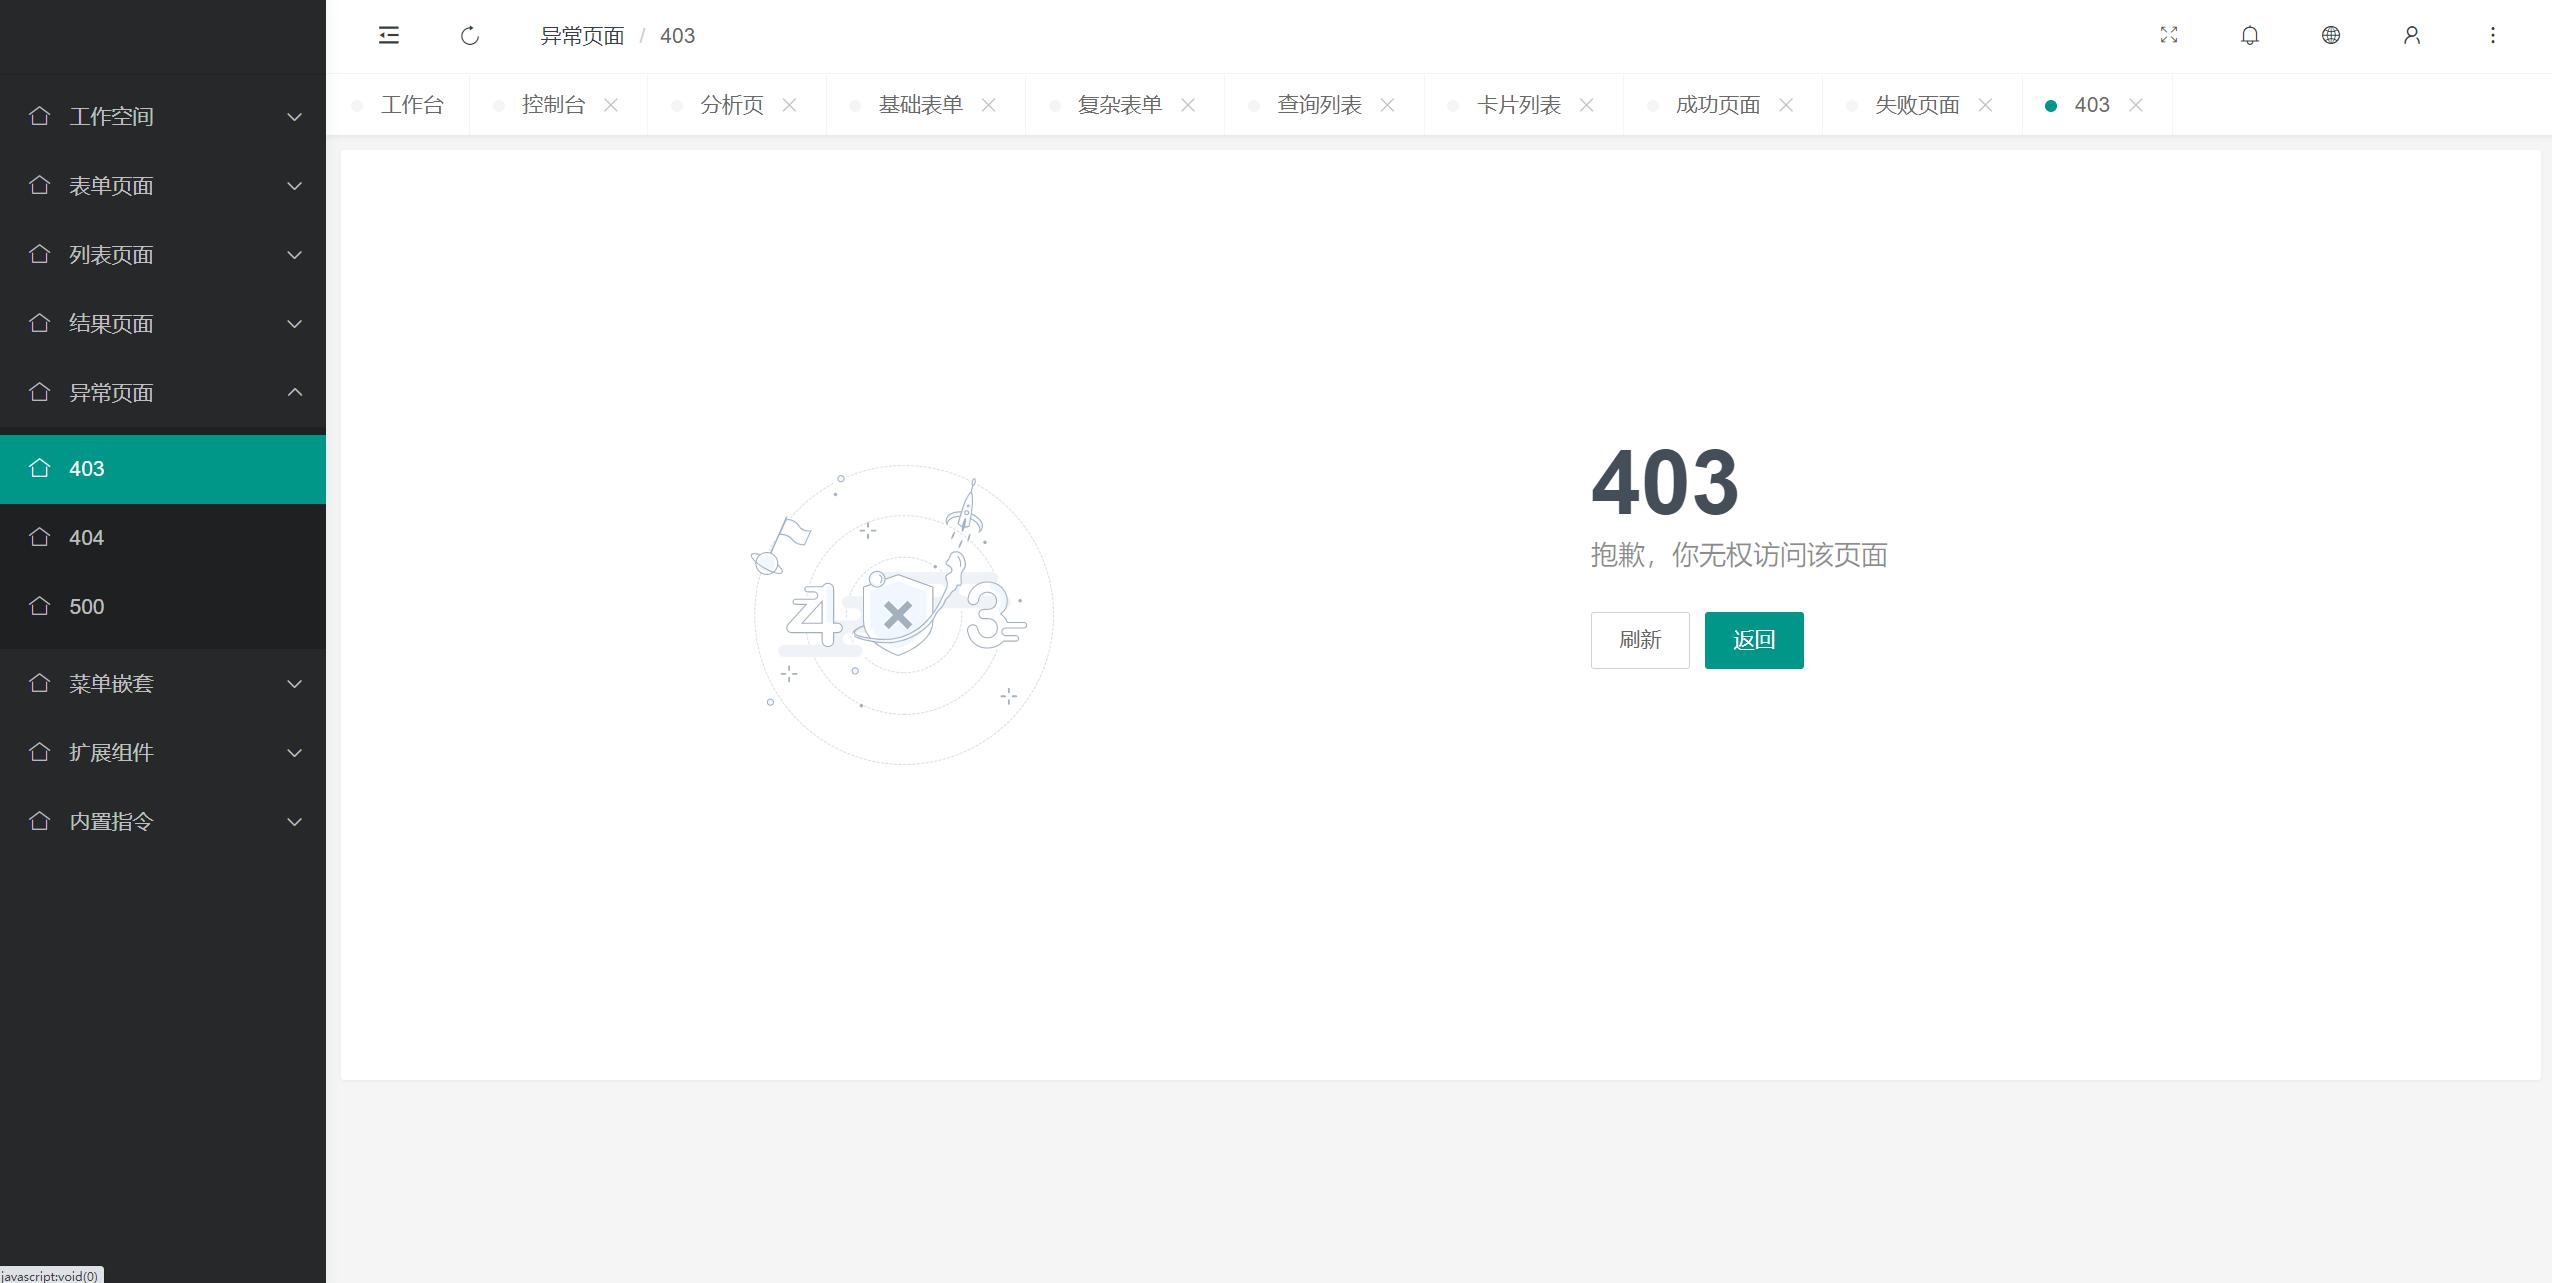 异常页面 / 403
工作台
控制台
分析页
基础表单
复杂表单
查询列表
卡片列表
成功页面
失败页面
403
工作空间
表单页面
列表页面
结果页面
异常页面
403
404
500
菜单嵌套
扩展组件
内置指令
4 3
403
抱歉，你无权访问该页面
刷新
返回
javascript:void(0)